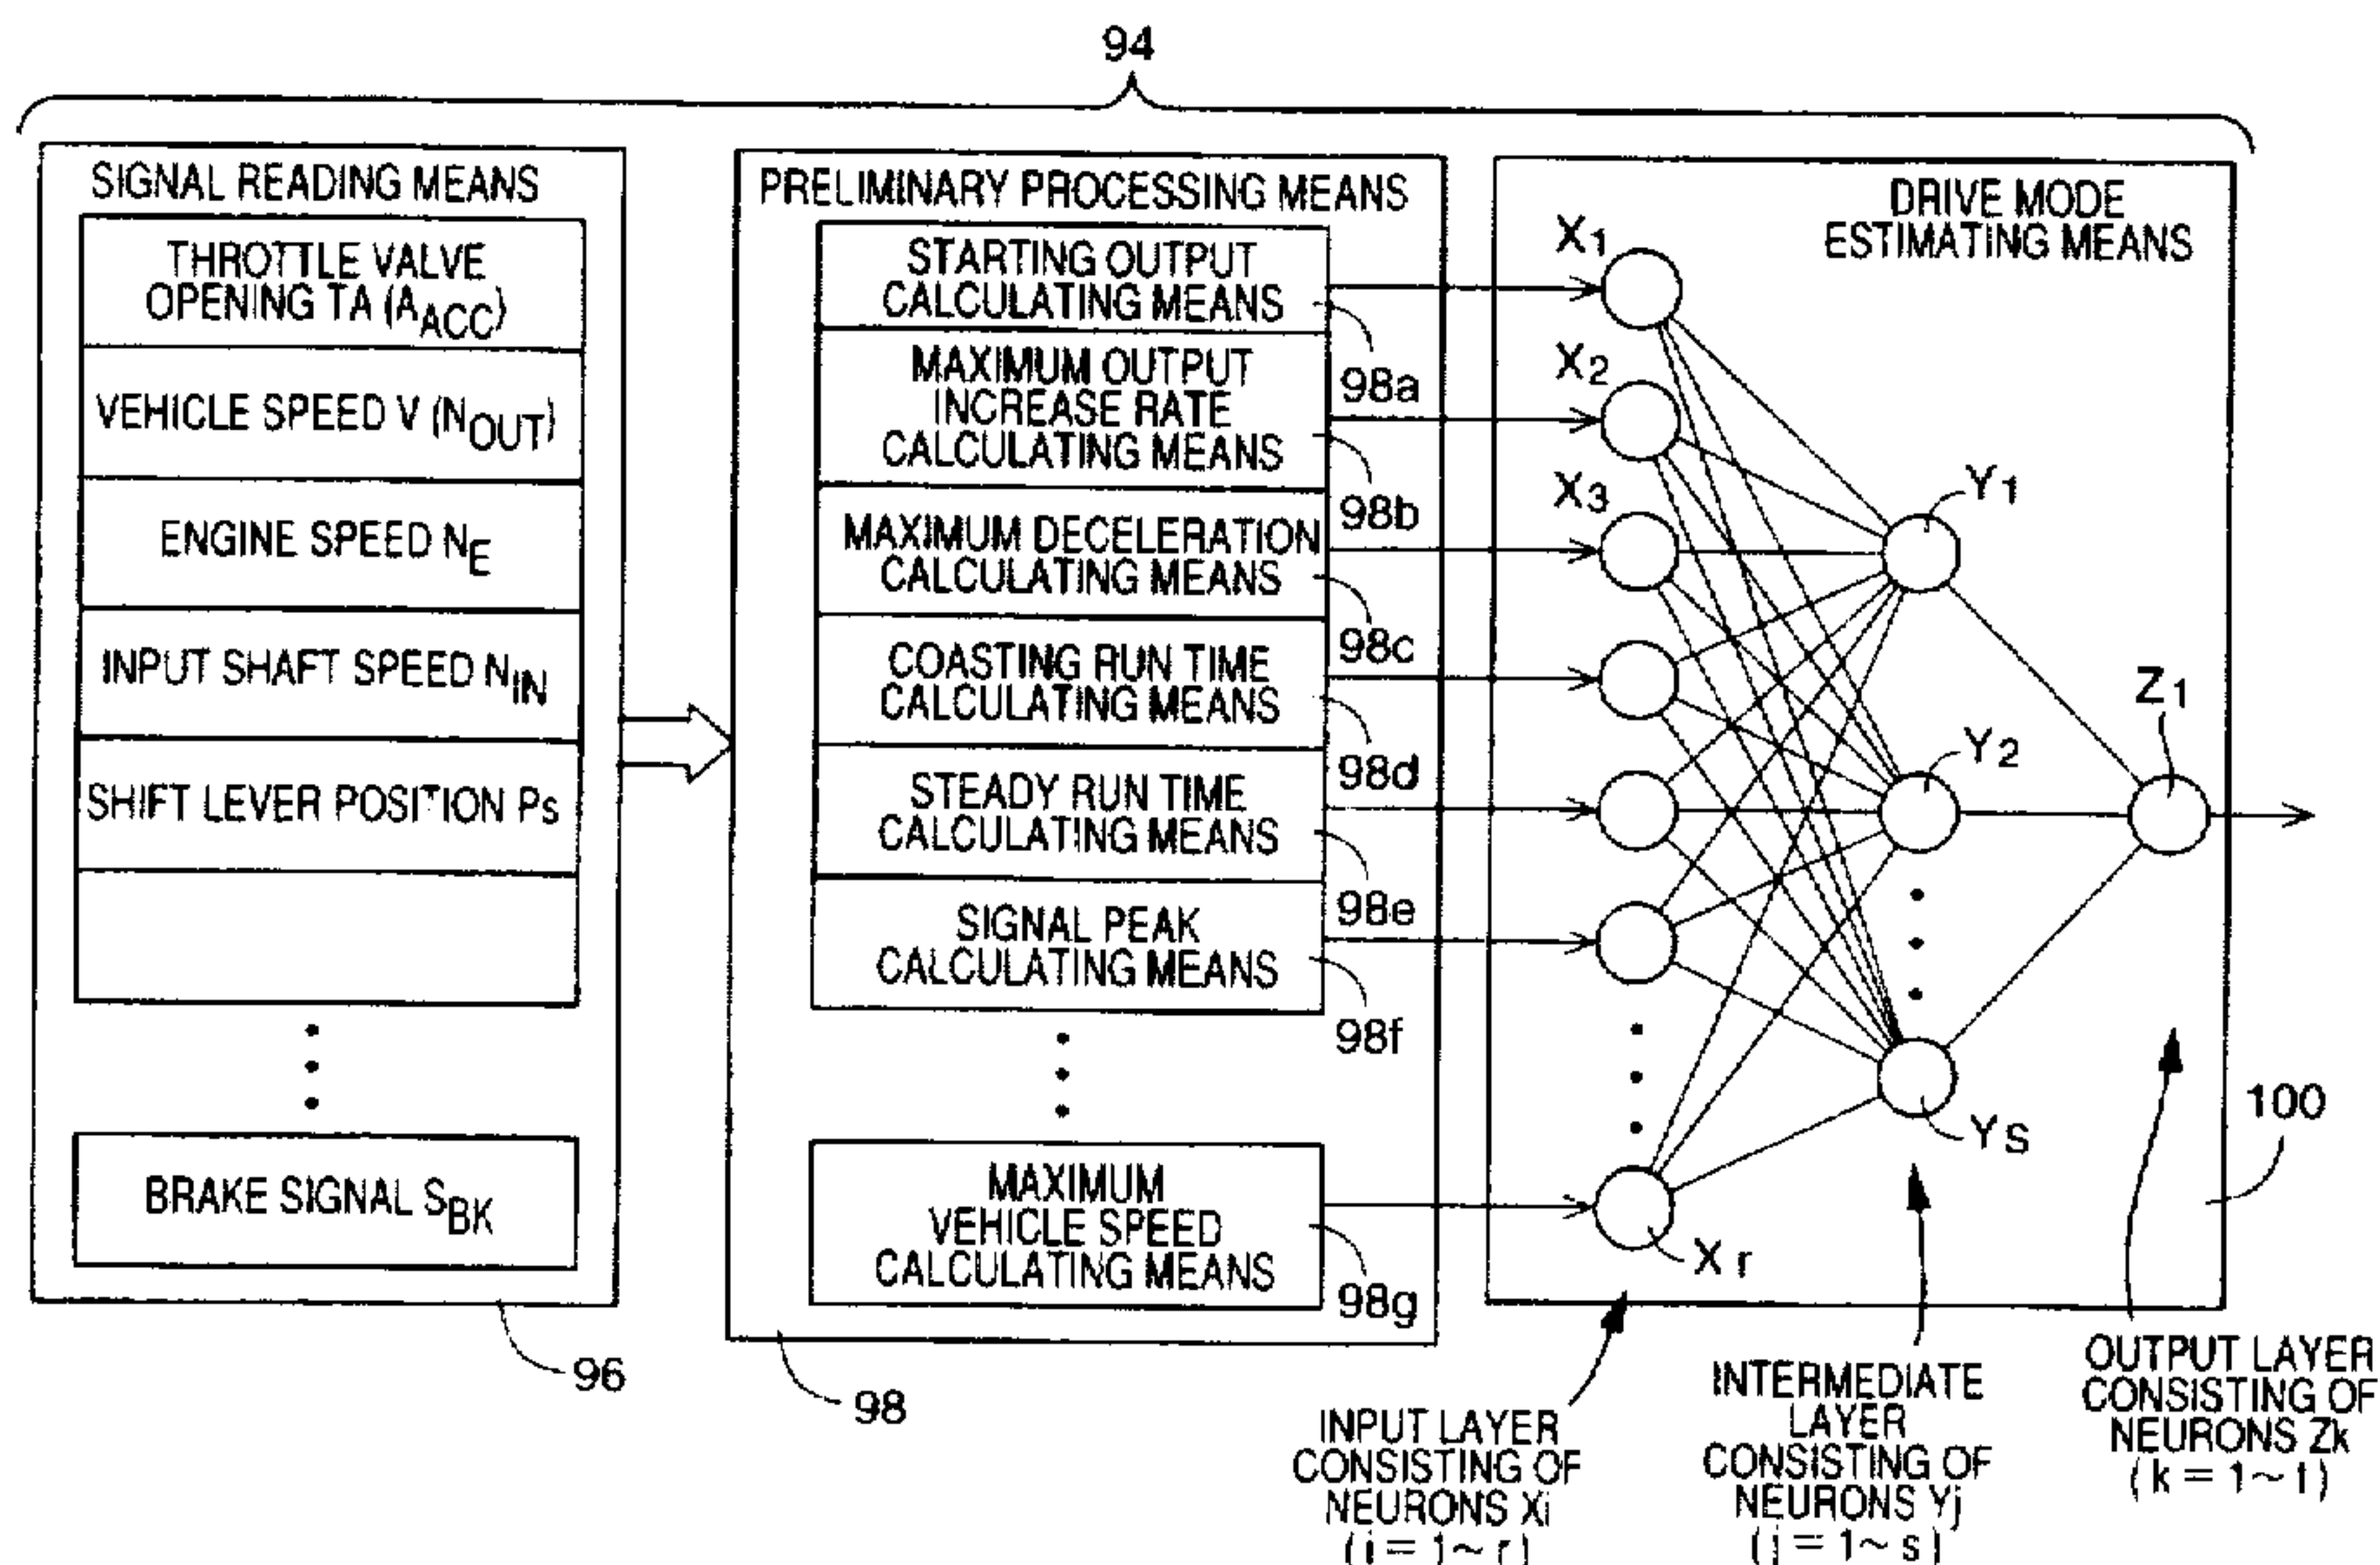 94
SIGNAL READING MEANS
THROTTLE VALVE
OPENING TA (AACC)
VEHICLE SPEED V (NOUT)
ENGINE SPEED NE
INPUT SHAFT SPEED NIN
SHIFT LEVER POSITION Ps
BRAKE SIGNAL SBK
96
PRELIMINARY PROCESSING MEANS
STARTING OUTPUT
CALCULATING MEANS
98a
MAXIMUM OUTPUT
INCREASE RATE
CALCULATING MEANS
98b
MAXIMUM DECELERATION
CALCULATING MEANS
98c
COASTING RUN TIME
CALCULATING MEANS
98d
STEADY RUN TIME
CALCULATING MEANS
98e
SIGNAL PEAK
CALCULATING MEANS
98f
MAXIMUM
VEHICLE SPEED
CALCULATING MEANS
98g
98
DRIVE MODE
ESTIMATING MEANS
X1
X2
X3
Xr
Y1
Y2
YS
Z1
100
INPUT LAYER
CONSISTING OF
NEURONS Xi
(i = 1~ r)
INTERMEDIATE
LAYER
CONSISTING OF
NEURONS Yj
(j = 1~ s)
OUTPUT LAYER
CONSISTING OF
NEURONS Zk
(k = 1~t)